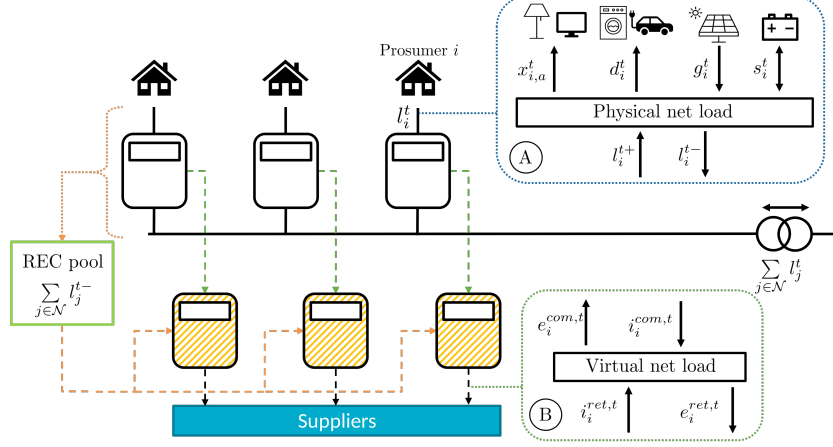 Prosumer i
l_i^t
x_{i,a}^t
d_i^t
g_i^t
s_i^t
Physical net load
A
l_i^{t+}
l_i^{t-}
REC pool
∑_{j∈𝒩} l_j^{t-}
∑_{j∈𝒩} l_j^t
e_i^{com,t}
i_i^{com,t}
Virtual net load
B
i_i^{ret,t}
e_i^{ret,t}
Suppliers